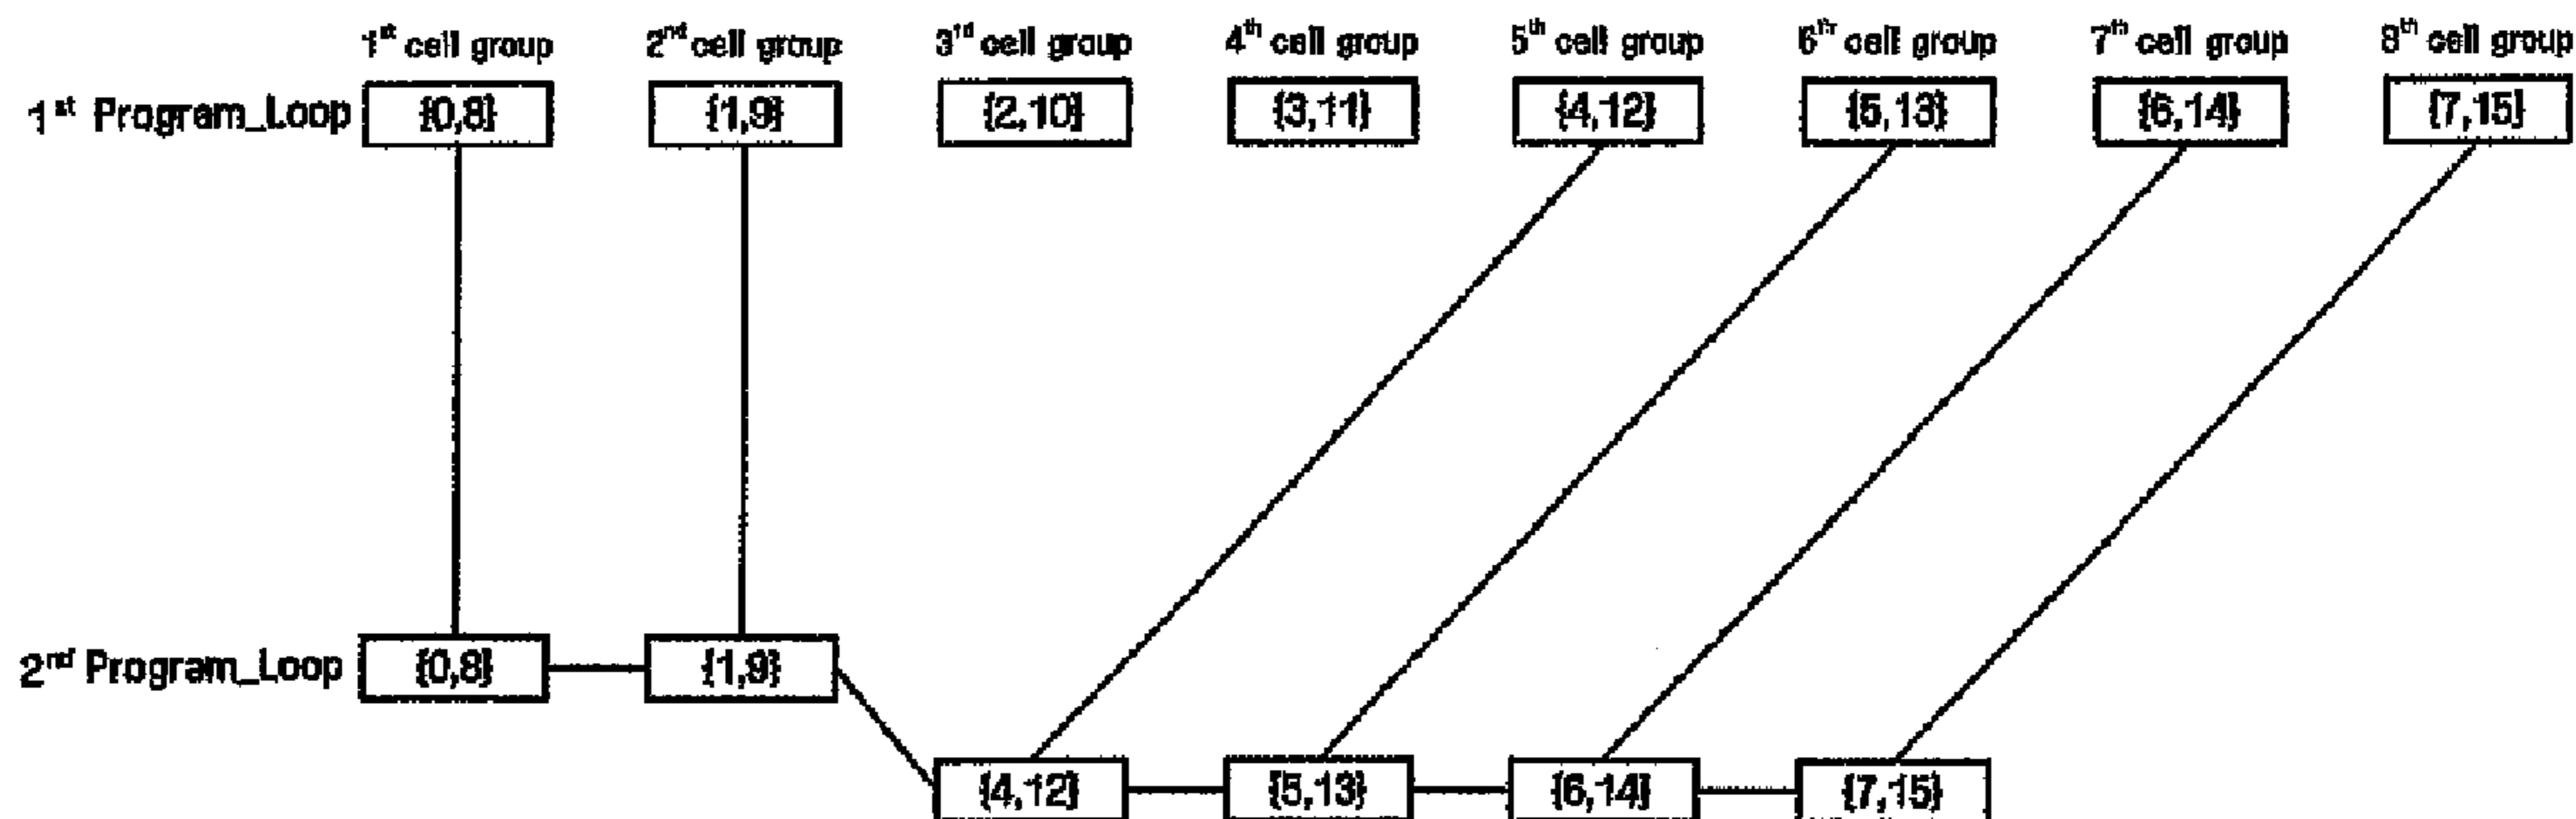 1st cell group 2nd cell group 3rd cell group 4th cell group 5th cell group 6th cell group 7th cell group 8th cell group
1st Program_Loop {0,8} {1,9} {2,10} {3,11} {4,12} {5,13} {6,14} {7,15}
2nd Program_Loop {0,8} {1,9}
{4,12} {5,13} {6,14} {7,15}